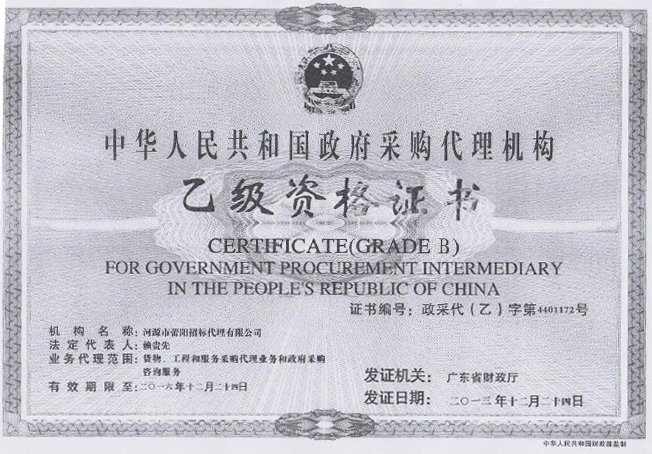 中华人民共和国政府采购代理机构
乙级资格证书
CERTIFICATE(GRADE B)
FOR GOVERNMENT PROCUREMENT INTERMEDIARY
IN THE PEOPLE'S REPUBLIC OF CHINA
证书编号：政采代（乙）字第4401172号
机构名称：河源市蕾阳招标代理有限公司
法定代表人：赖贵先
业务代理范围：货物、工程和服务采购代理业务和政府采购
咨询服务
有效期限至：二〇一六年十二月二十四日
发证机关：广东省财政厅
发证日期：二〇一三年十二月二十四日
中华人民共和国财政部监制